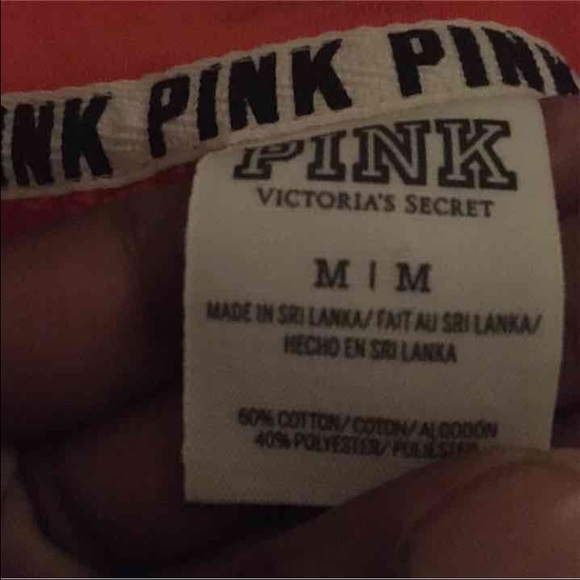 INK PINK PINK
PINK
VICTORIA'S SECRET
M | M
MADE IN SRI LANKA/ FAIT AU SRI LANKA/
HECHO EN SRI LANKA
60% COTTON/ COTON/ ALGODÓN
40% POLYESTER/